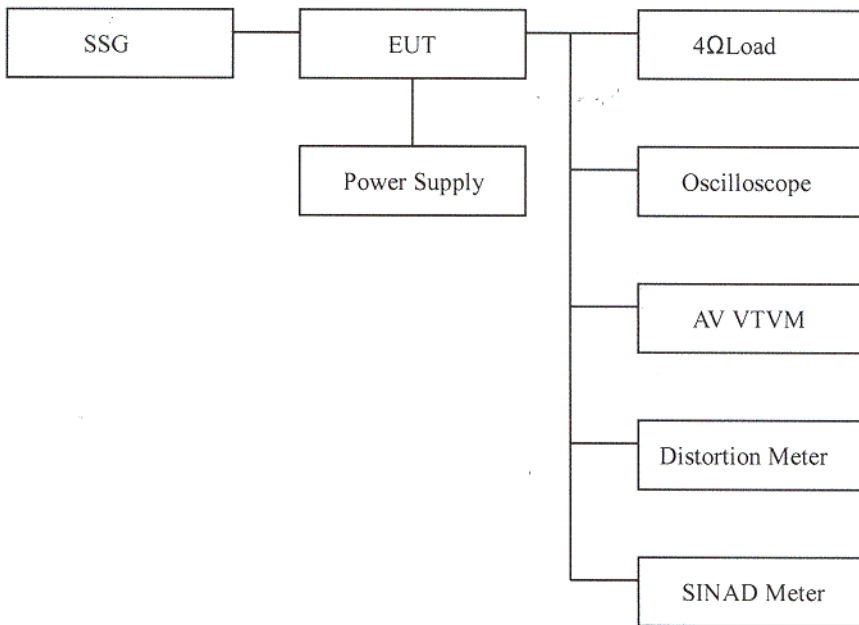 SSG
EUT
4ΩLoad
Power Supply
Oscilloscope
AV VTVM
Distortion Meter
SINAD Meter